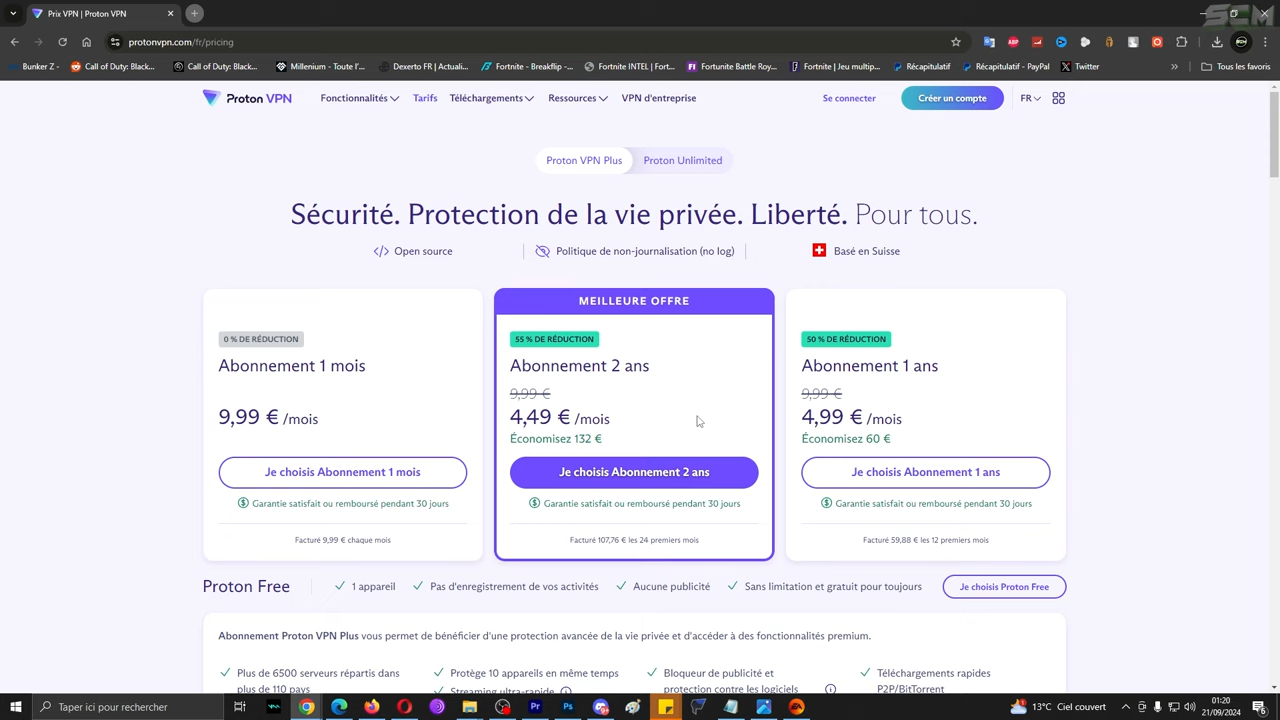 Prix VPN | Proton VPN
protonvpn.com/fr/pricing
Bunker Z -
Call of Duty: Black...
Call of Duty: Black...
Millenium - Toute l'...
Dexerto FR | Actuali...
Fortnite - Breakflip -...
Fortnite INTEL | Fort...
Fortunite Battle Roy...
Fortnite | Jeu multip...
Récapitulatif
Récapitulatif - PayPal
Twitter
»
Tous les favoris
Proton VPN
Fonctionnalités
Tarifs
Téléchargements
Ressources
VPN d'entreprise
Se connecter
Créer un compte
FR
Proton VPN Plus
Proton Unlimited
Sécurité. Protection de la vie privée. Liberté. Pour tous.
Open source
Politique de non-journalisation (no log)
Basé en Suisse
0 % DE RÉDUCTION
Abonnement 1 mois
9,99 € /mois
Je choisis Abonnement 1 mois
Garantie satisfait ou remboursé pendant 30 jours
Facturé 9,99 € chaque mois
MEILLEURE OFFRE
55 % DE RÉDUCTION
Abonnement 2 ans
9,99 €
4,49 € /mois
Économisez 132 €
Je choisis Abonnement 2 ans
Garantie satisfait ou remboursé pendant 30 jours
Facturé 107,76 € les 24 premiers mois
50 % DE RÉDUCTION
Abonnement 1 ans
9,99 €
4,99 € /mois
Économisez 60 €
Je choisis Abonnement 1 ans
Garantie satisfait ou remboursé pendant 30 jours
Facturé 59,88 € les 12 premiers mois
Proton Free
1 appareil
Pas d'enregistrement de vos activités
Aucune publicité
Sans limitation et gratuit pour toujours
Je choisis Proton Free
Abonnement Proton VPN Plus vous permet de bénéficier d'une protection avancée de la vie privée et d'accéder à des fonctionnalités premium.
Plus de 6500 serveurs répartis dans
plus de 110 pays
Protège 10 appareils en même temps
Streaming ultra-rapide
Bloqueur de publicité et
protection contre les logiciels
Téléchargements rapides
P2P/BitTorrent
Taper ici pour rechercher
13°C Ciel couvert
01:20
21/09/2024